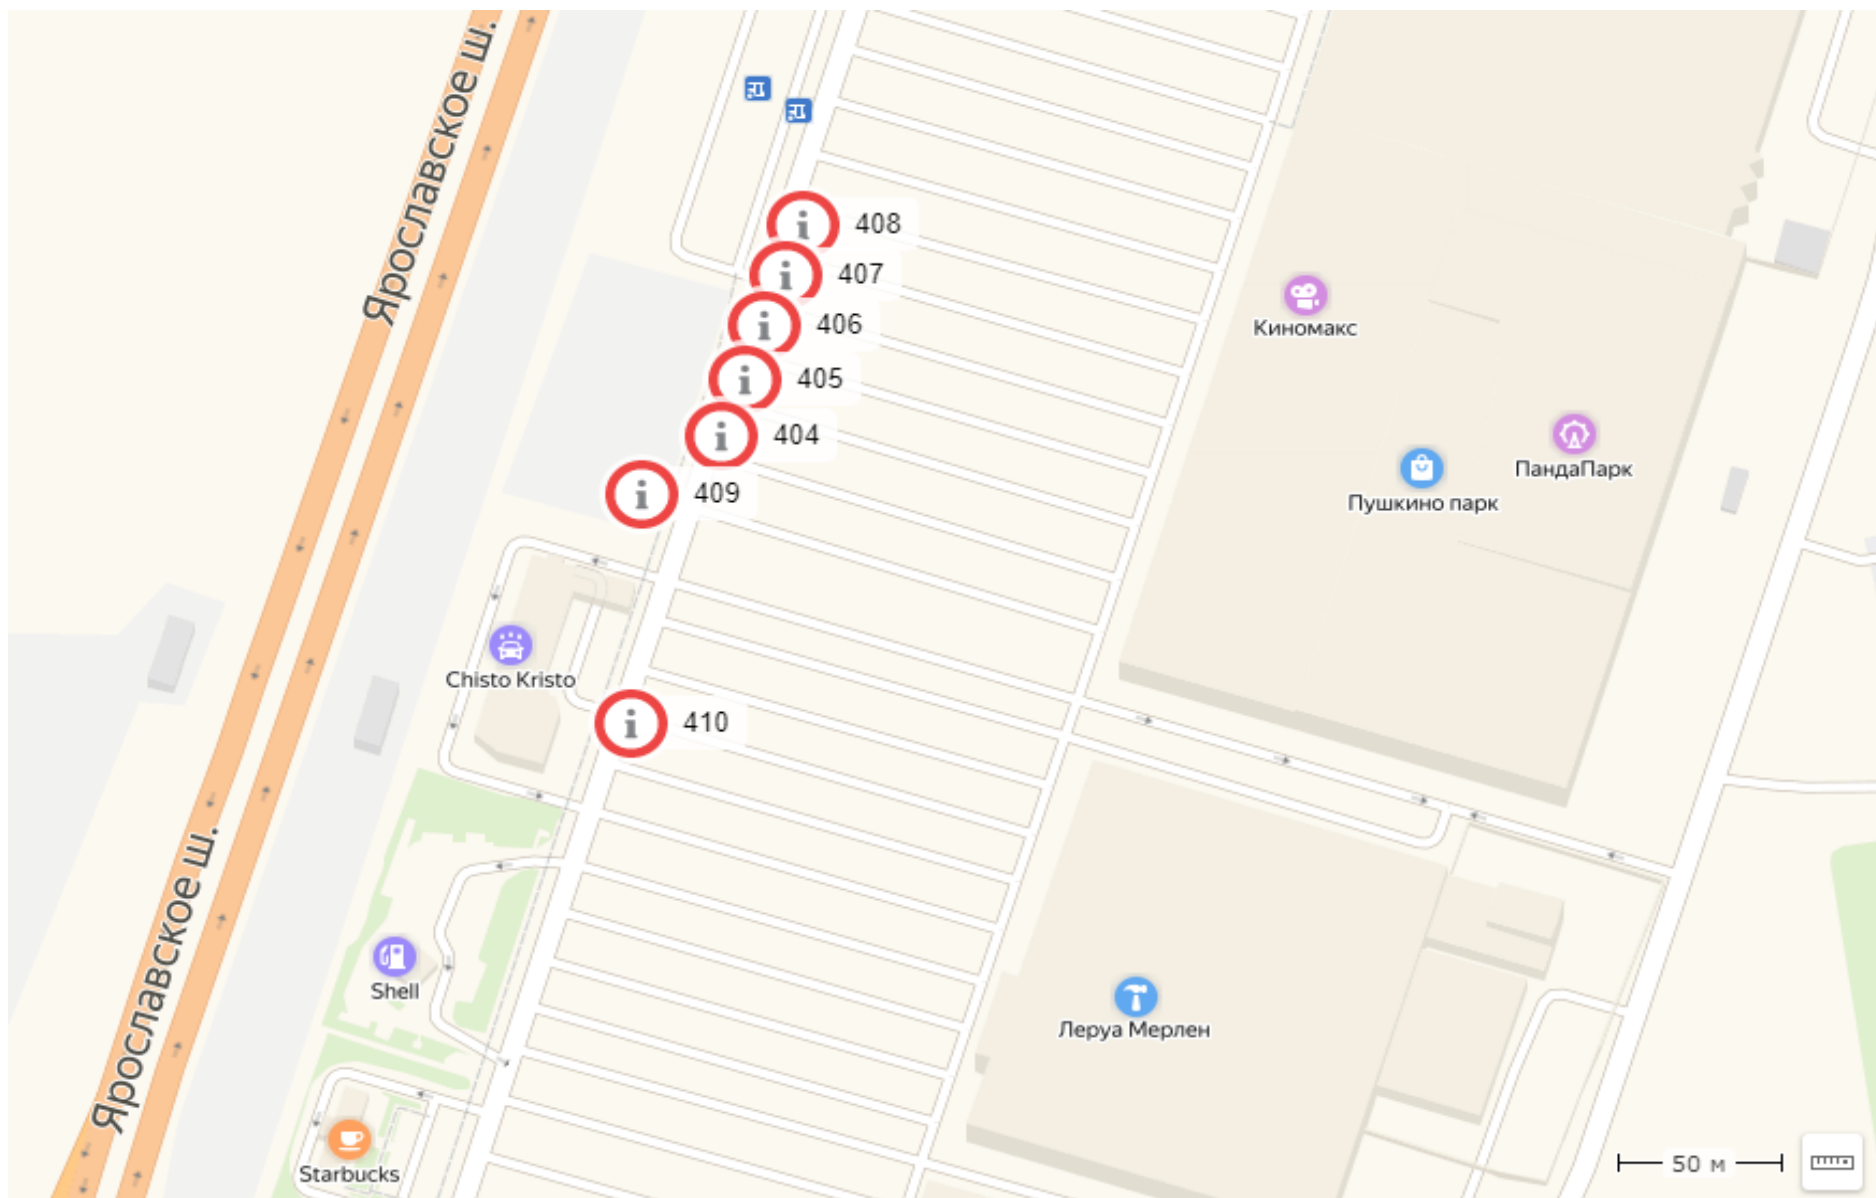 Ярославское ш.
408
407
Киномакс
406
405
404
ПандаПарк
409
Пушкино парк
Chisto Kristo
410
Ярославское ш.
Shell
Леруа Мерлен
50 м
Starbucks